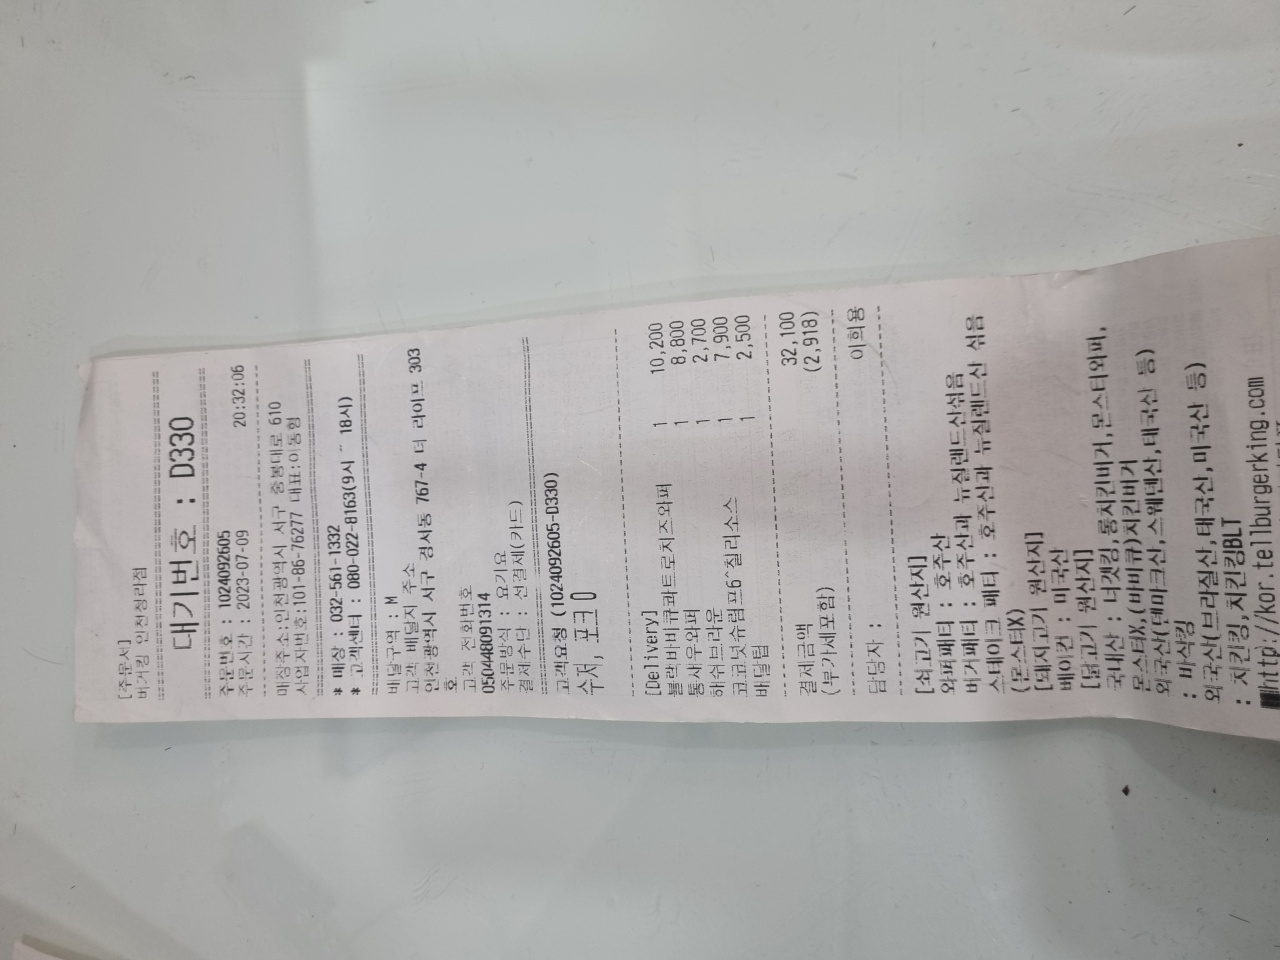 [주문서]
버거킹 인천청라점
대기번호 : D330
주문번호 : 1024092605
주문시간 : 2023-07-09 20:32:06
매장주소:인천광역시 서구 중봉대로 610
사업자번호:101-86-76277 대표:이동형
* 매장 : 032-561-1332
* 고객센터 : 080-022-8163(9시 ~ 18시)
배달구역 : M
고객 배달지 주소
인천광역시 서구 경서동 767-4 더 라이프 303
호
고객 전화번호
050448091314
주문방식 : 요기요
결제수단 : 선결제(카드)
고객요청 (1024092605-D330)
수저, 포크 O
[Delivery]
블랙바비큐콰트로치즈와퍼 1 10,200
통새우와퍼 1 8,800
해쉬브라운 1 2,700
코코넛슈림프6^칠리소스 1 7,900
배달팁 1 2,500
결제금액 32,100
(부가세포함) (2,918)
담당자 : 이희용
[쇠고기 원산지]
와퍼패티 : 호주산
버거패티 : 호주산과 뉴질랜드산섞음
스테이크 패티 : 호주산과 뉴질랜드산 섞음
(몬스터X)
[돼지고기 원산지]
베이컨 : 미국산
[닭고기 원산지]
국내산 : 너겟킹,롱치킨버거,몬스터와퍼,
몬스터X,(바비큐)치킨버거
외국산(덴마크산,스웨덴산,태국산 등)
: 바삭킹
외국산(브라질산,태국산,미국산 등)
: 치킨킹,치킨킹BLT
http://kor.tellburgerking.com